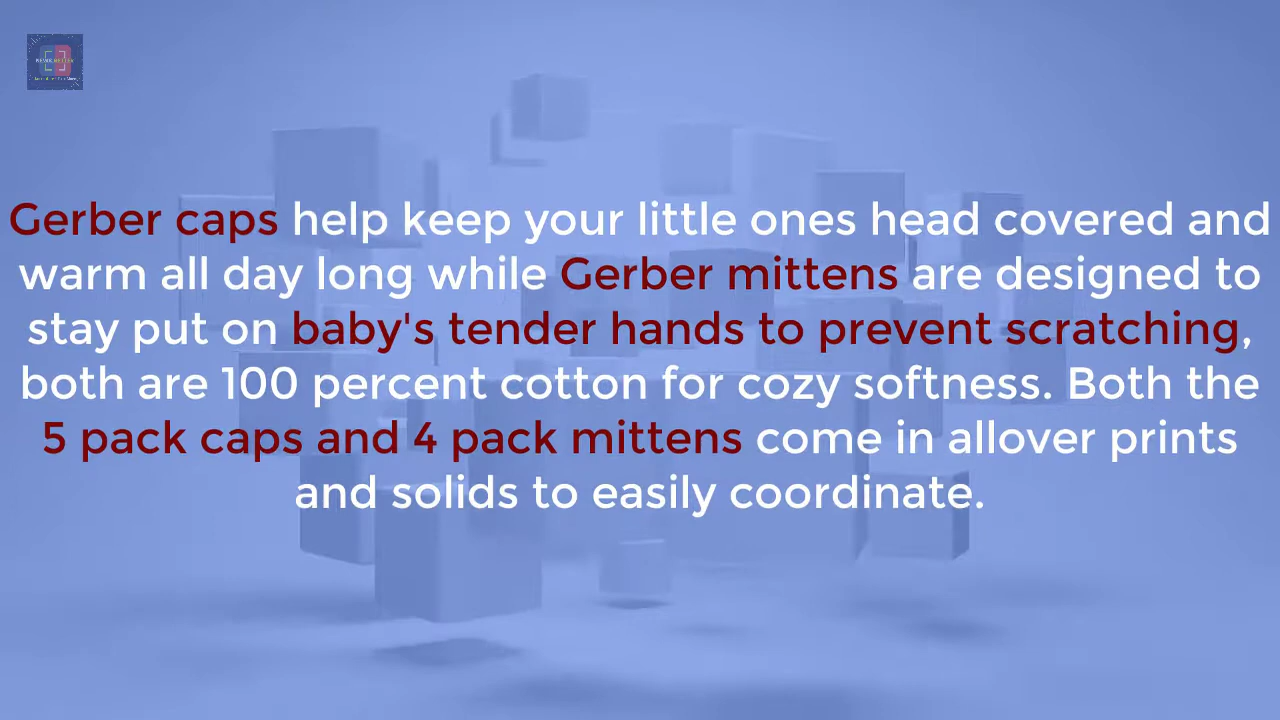 Gerber caps help keep your little ones head covered and
warm all day long while Gerber mittens are designed to
stay put on baby's tender hands to prevent scratching,
both are 100 percent cotton for cozy softness. Both the
5 pack caps and 4 pack mittens come in allover prints
and solids to easily coordinate.